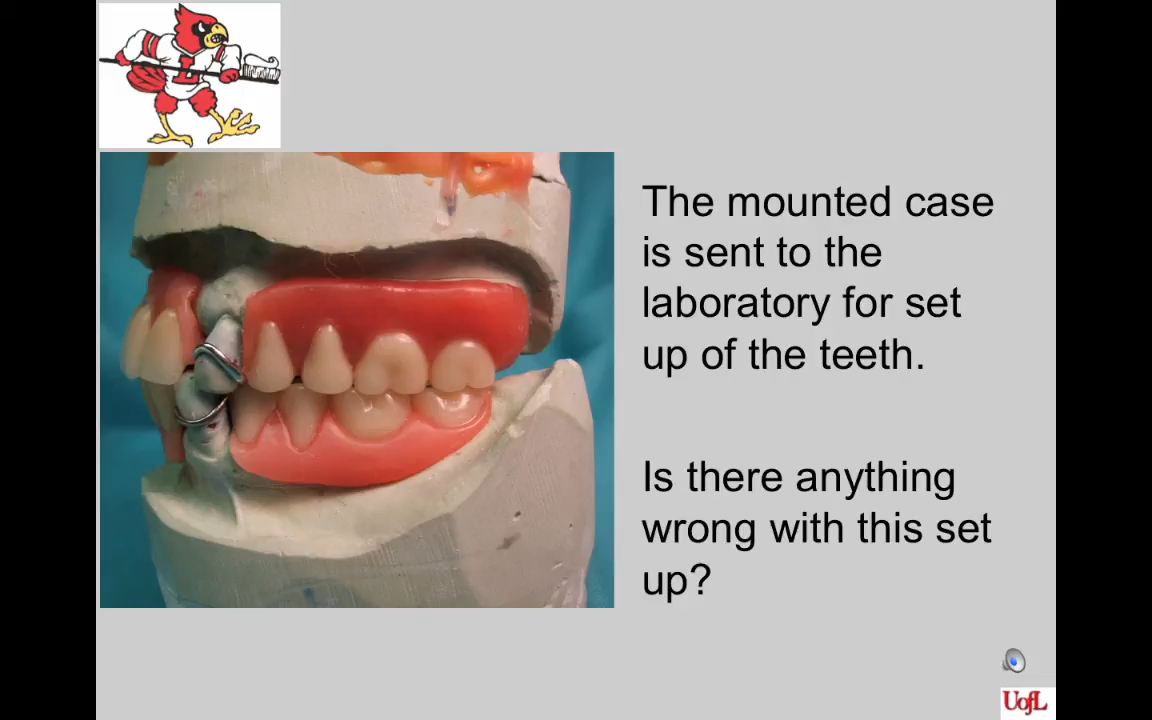 L
The mounted case
is sent to the
laboratory for set
up of the teeth.
Is there anything
wrong with this set
up?
UofL